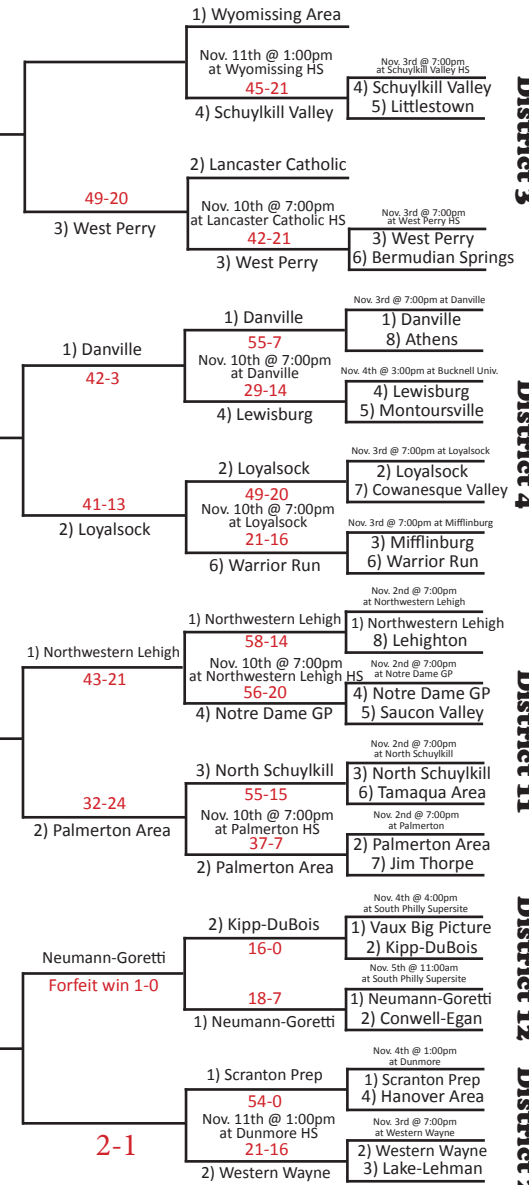 1) Wyomissing Area
Nov. 11th @ 1:00pm
at Wyomissing HS
45-21
4) Schuylkill Valley
Nov. 3rd @ 7:00pm
at Schuylkill Valley HS
4) Schuylkill Valley
5) Littlestown
2) Lancaster Catholic
49-20
3) West Perry
Nov. 10th @ 7:00pm
at Lancaster Catholic HS
42-21
3) West Perry
Nov. 3rd @ 7:00pm
at West Perry HS
3) West Perry
6) Bermudian Springs
District 3
1) Danville
42-3
1) Danville
55-7
Nov. 10th @ 7:00pm
at Danville
29-14
4) Lewisburg
Nov. 3rd @ 7:00pm at Danville
1) Danville
8) Athens
Nov. 4th @ 3:00pm at Bucknell Univ.
4) Lewisburg
5) Montoursville
41-13
2) Loyalsock
2) Loyalsock
49-20
Nov. 10th @ 7:00pm
at Loyalsock
21-16
6) Warrior Run
Nov. 3rd @ 7:00pm at Loyalsock
2) Loyalsock
7) Cowanesque Valley
Nov. 3rd @ 7:00pm at Mifflinburg
3) Mifflinburg
6) Warrior Run
District 4
1) Northwestern Lehigh
43-21
1) Northwestern Lehigh
58-14
Nov. 10th @ 7:00pm
at Northwestern Lehigh HS
56-20
4) Notre Dame GP
Nov. 2nd @ 7:00pm
at Northwestern Lehigh
1) Northwestern Lehigh
8) Lehighton
Nov. 2nd @ 7:00pm
at Notre Dame GP
4) Notre Dame GP
5) Saucon Valley
32-24
2) Palmerton Area
3) North Schuylkill
55-15
Nov. 10th @ 7:00pm
at Palmerton HS
37-7
2) Palmerton Area
Nov. 2nd @ 7:00pm
at North Schuylkill
3) North Schuylkill
6) Tamaqua Area
Nov. 2nd @ 7:00pm
at Palmerton
2) Palmerton Area
7) Jim Thorpe
District 11
Neumann-Goretti
Forfeit win 1-0
2) Kipp-DuBois
16-0
18-7
1) Neumann-Goretti
Nov. 4th @ 4:00pm
at South Philly Supersite
1) Vaux Big Picture
2) Kipp-DuBois
Nov. 5th @ 11:00am
at South Philly Supersite
1) Neumann-Goretti
2) Conwell-Egan
District 12
2-1
1) Scranton Prep
54-0
Nov. 11th @ 1:00pm
at Dunmore HS
21-16
2) Western Wayne
Nov. 4th @ 1:00pm
at Dunmore
1) Scranton Prep
4) Hanover Area
Nov. 3rd @ 7:00pm
at Western Wayne
2) Western Wayne
3) Lake-Lehman
District